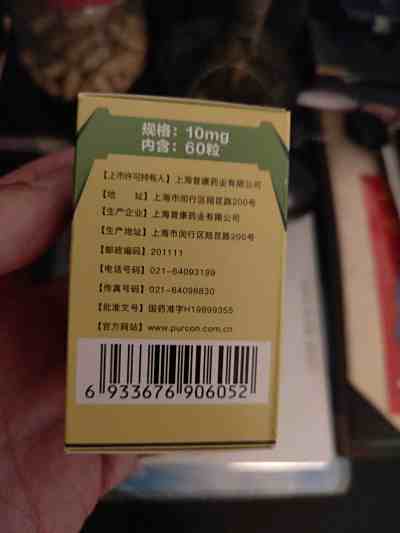 规格：10mg
内含：60粒
【上市许可持有人】上海普康药业有限公司
【地　　址】上海市闵行区陪昆路200号
【生产企业】上海普康药业有限公司
【生产地址】上海市闵行区陪昆路200号
【邮政编码】201111
【电话号码】021-64093199
【传真号码】021-64098830
【批准文号】国药准字H19999355
【官方网站】www.purcon.com.cn
6 933676 906052